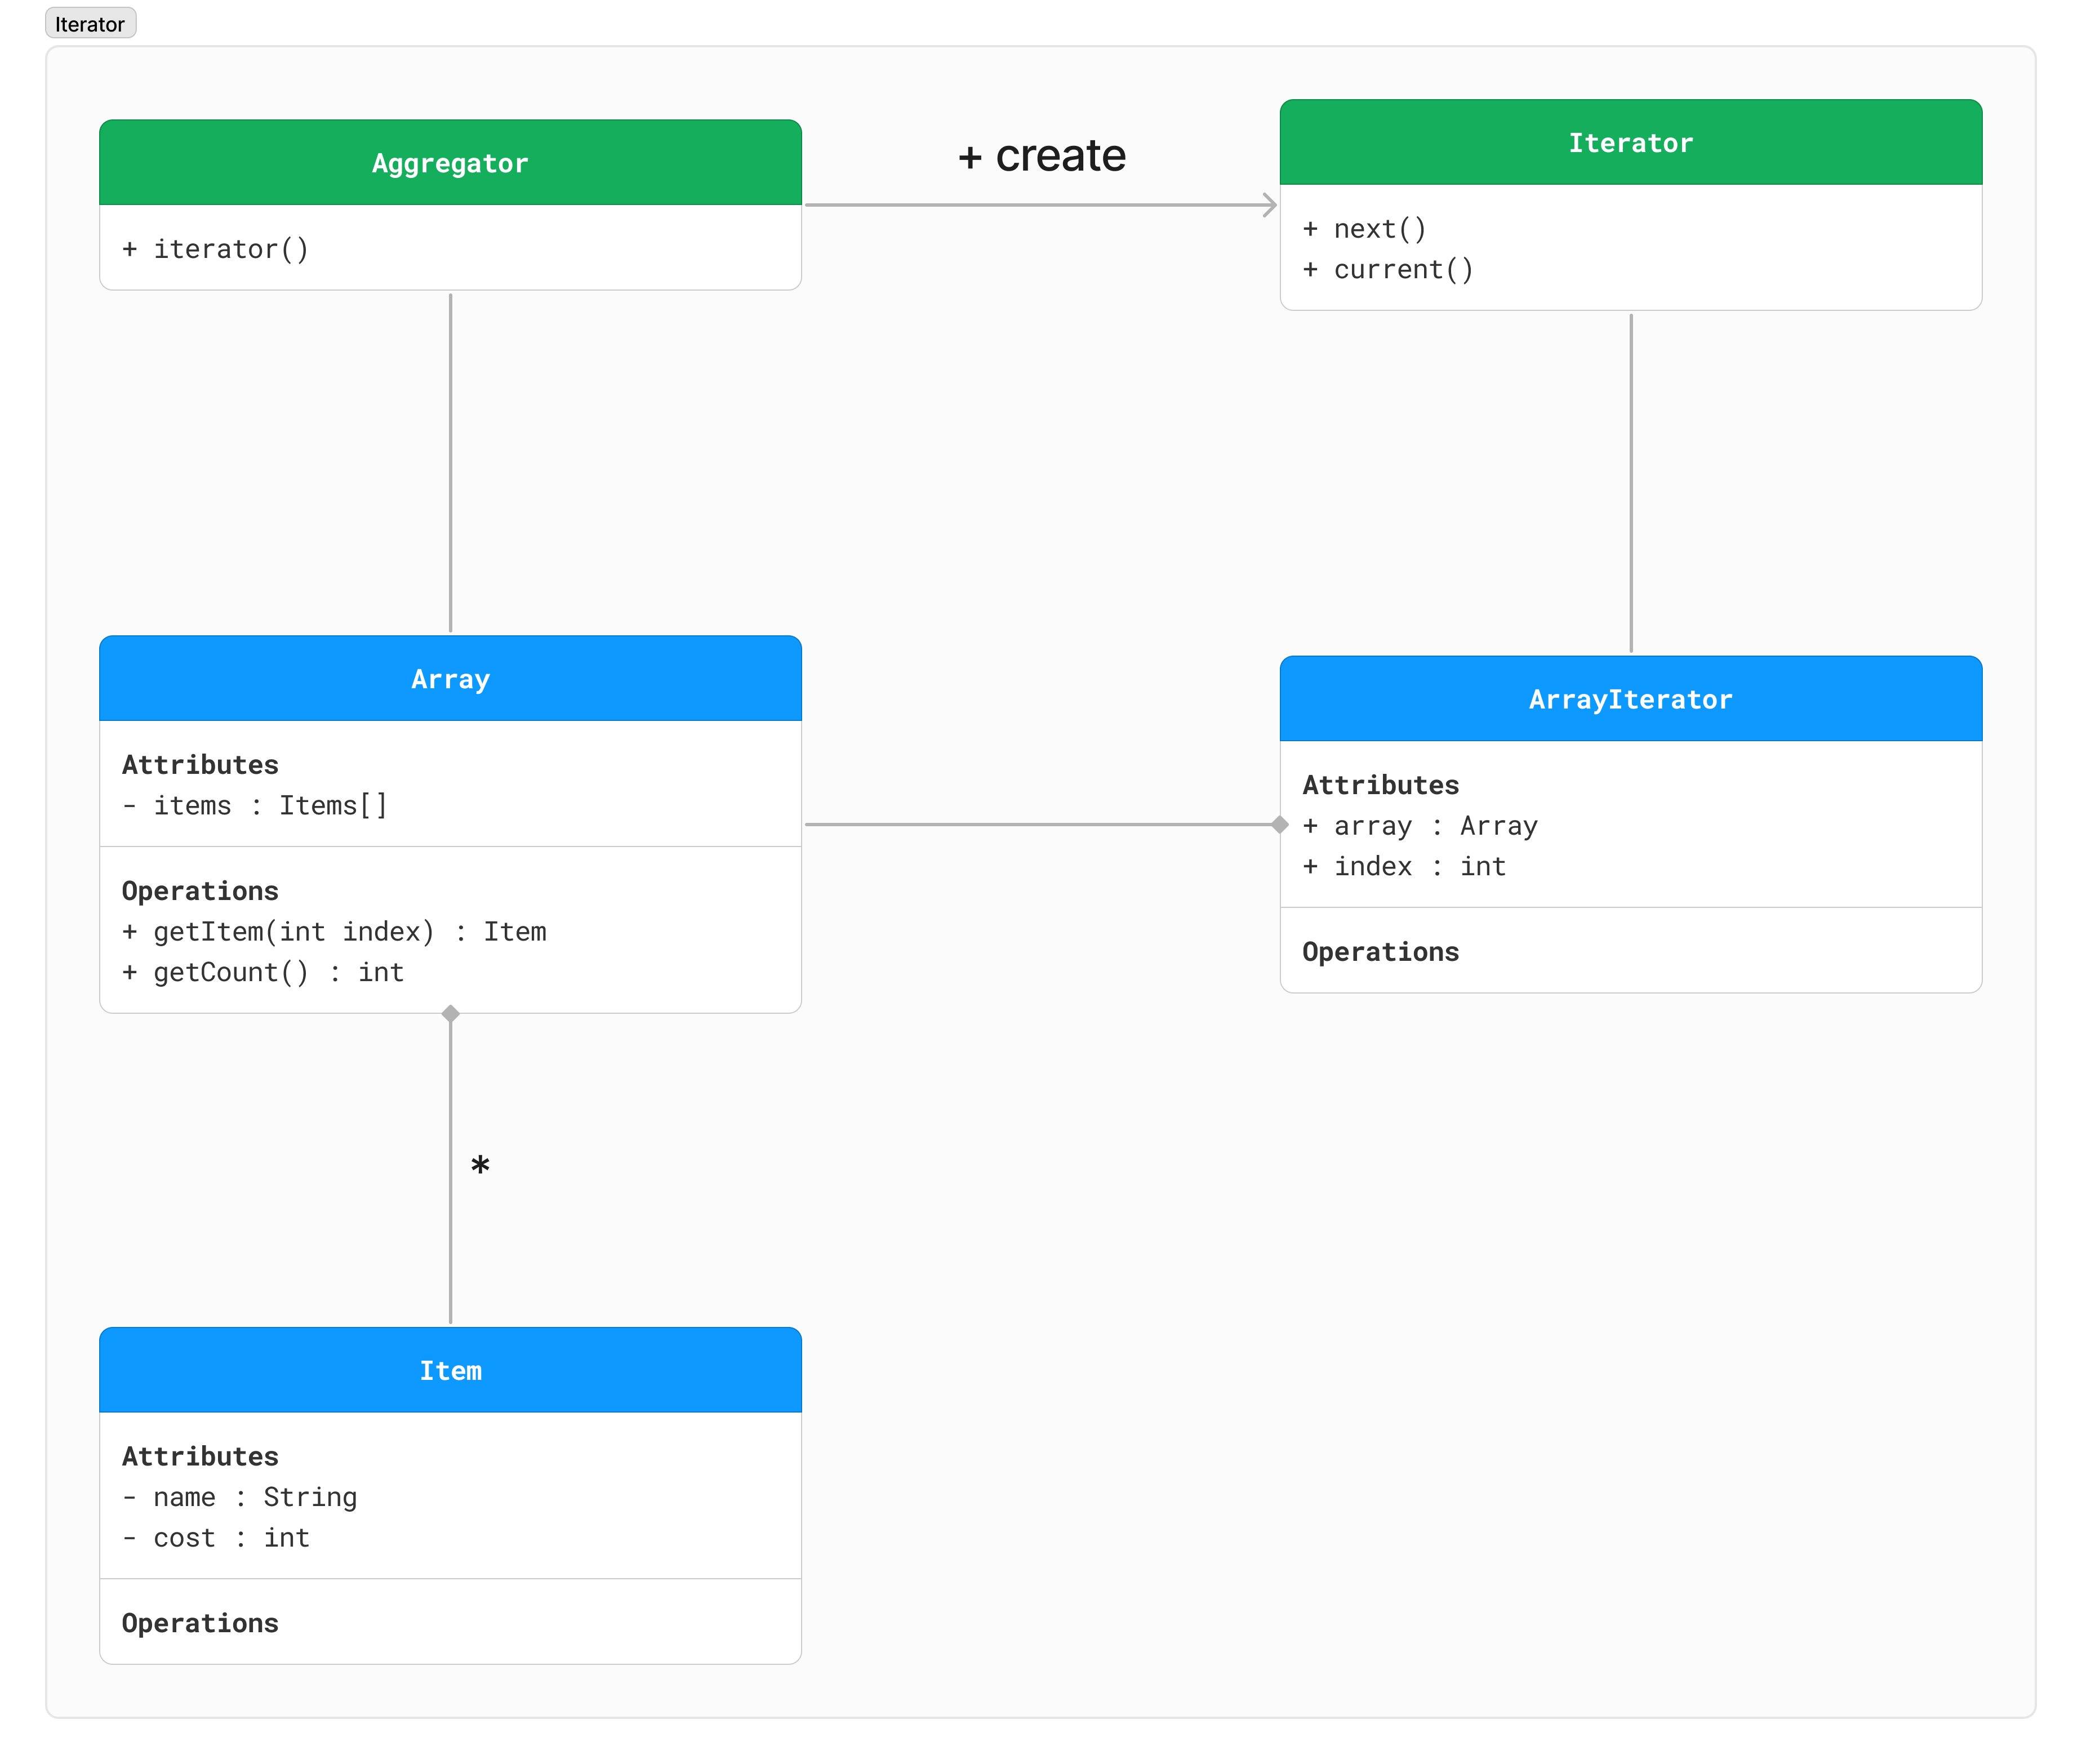 Iterator
Aggregator
+ iterator()
+ create
Iterator
+ next()
+ current()
Array
Attributes
- items : Items[]
Operations
+ getItem(int index) : Item
+ getCount() : int
ArrayIterator
Attributes
+ array : Array
+ index : int
Operations
*
Item
Attributes
- name : String
- cost : int
Operations